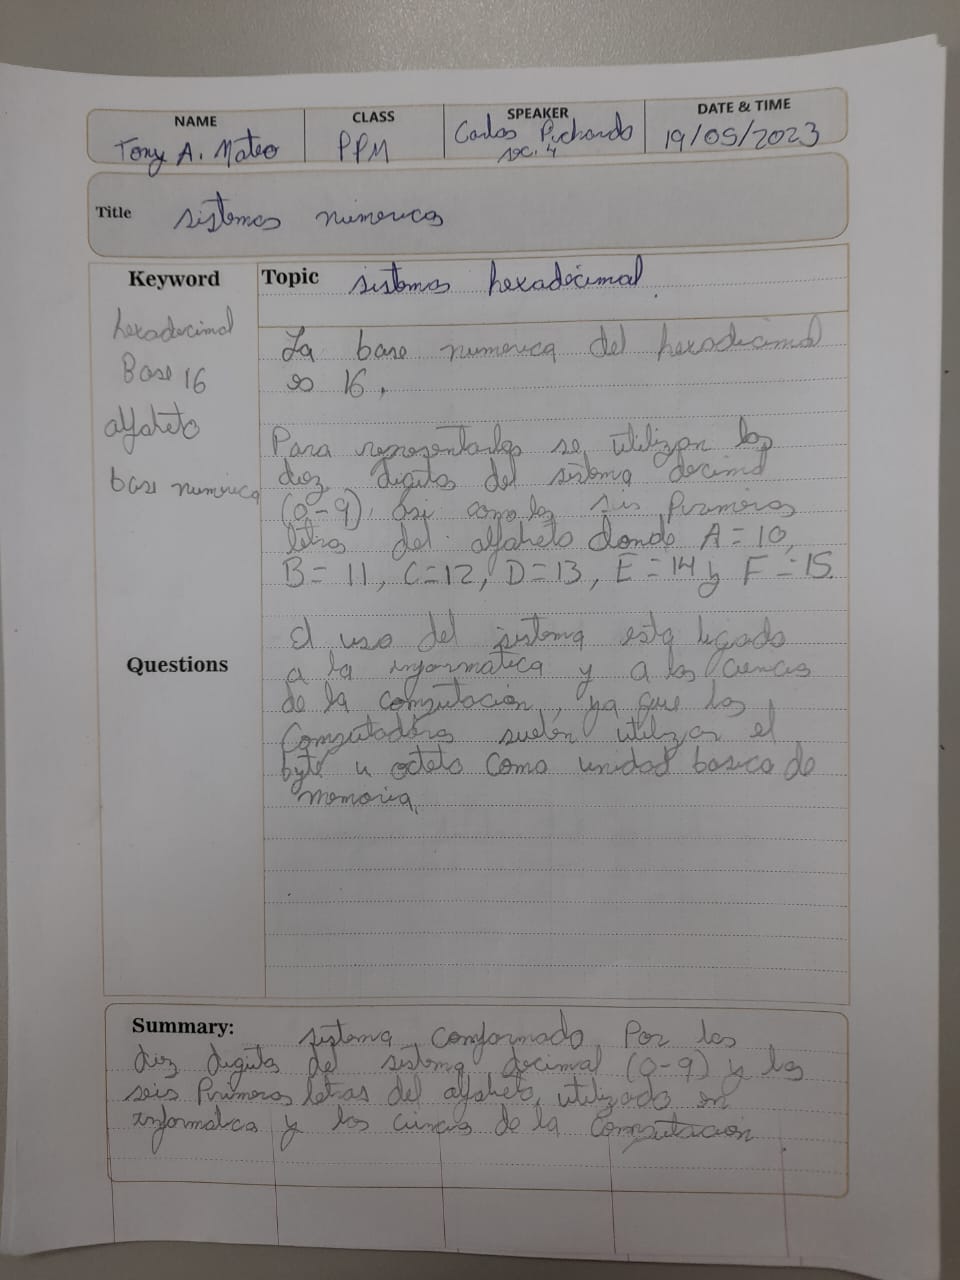 NAME CLASS SPEAKER DATE & TIME
Tony A. Mateo PPM Carlos Pichardo 19/09/2023
sec. 4
Title sistemas numericos
Keyword Topic sistemas hexadecimal
hexadecimal
Base 16
alfabeto
base numerica
La base numerica del hexadecimal
es 16.
Para representarlos se utilizan los
diez digitos del sistema decimal
(0-9), asi como las seis primeras
letras del alfabeto donde A = 10,
B = 11, C = 12, D = 13, E = 14 y F = 15.
El uso del sistema esta ligado
a la informatica y a las ciencias
de la computación, ya que las
Computadoras suelen utilizar el
byte u octeto como unidad basica de
memoria.
Questions
Summary: sistema comformado Por los
diez digitos del sistema decimal (0-9) y las
seis Primeras letras del alfabeto, utilizado en
informatica y las ciencias de la Computacion